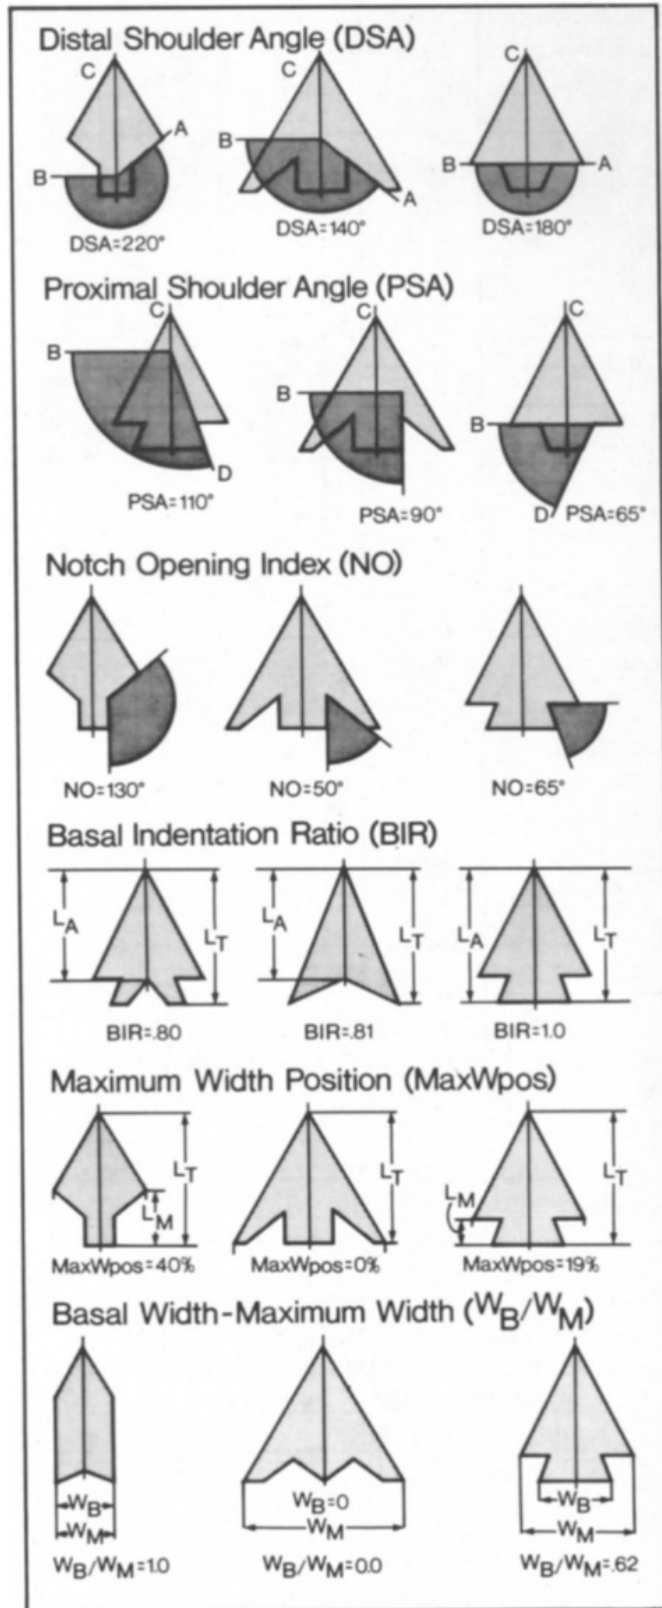 Distal Shoulder Angle (DSA)
C C C
A
B B B A
A
DSA=220° DSA=140° DSA=180°
Proximal Shoulder Angle (PSA)
C C C
B B B
D D
PSA=110° PSA=90° PSA=65°
Notch Opening Index (NO)
NO=130° NO=50° NO=65°
Basal Indentation Ratio (BIR)
LA LT LA LT LA LT
BIR=.80 BIR=.81 BIR=1.0
Maximum Width Position (MaxWpos)
LT LT LT
LM LM
MaxWpos=40% MaxWpos=0% MaxWpos=19%
Basal Width-Maximum Width (WB/WM)
WB WB=0 WB
WM WM WM
WB/WM=1.0 WB/WM=0.0 WB/WM=.62